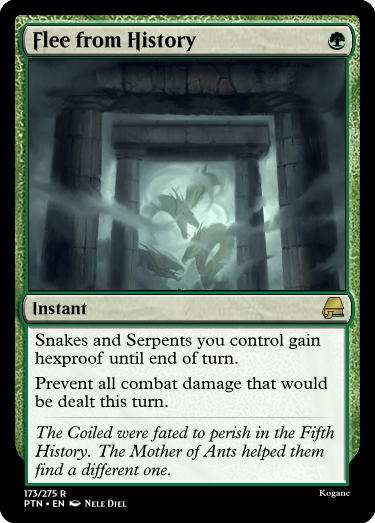 Flee from History
Instant
Snakes and Serpents you control gain
hexproof until end of turn.
Prevent all combat damage that would
be dealt this turn.
The Coiled were fated to perish in the Fifth
History. The Mother of Ants helped them
find a different one.
173/275 R
Kogane
PTN • EN Nele Diel